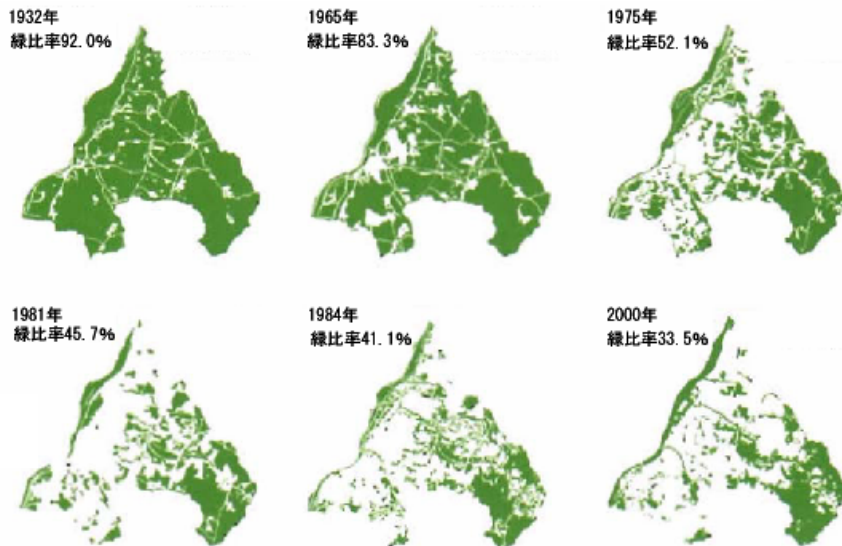 1932年
緑比率92.0%
1965年
緑比率83.3%
1975年
緑比率52.1%
1981年
緑比率45.7%
1984年
緑比率41.1%
2000年
緑比率33.5%